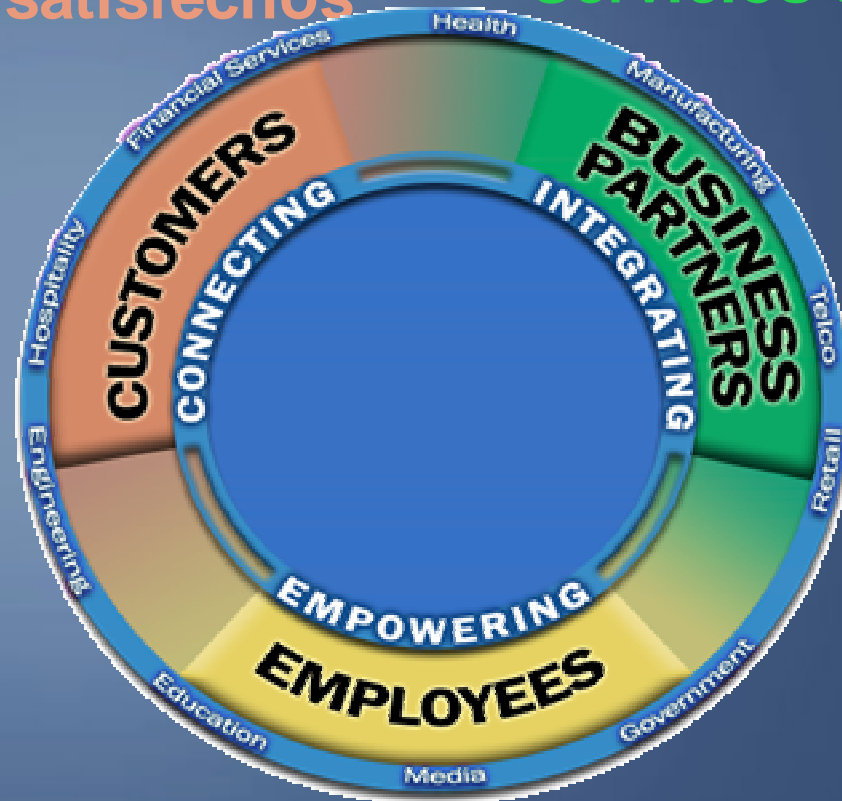 satisfechos
Servicios
Health
Financial Services
Manufacturing
CUSTOMERS
BUSINESS
PARTNERS
CONNECTING
INTEGRATING
Hospitality
Telco
Engineering
Retail
EMPOWERING
EMPLOYEES
Education
Government
Media